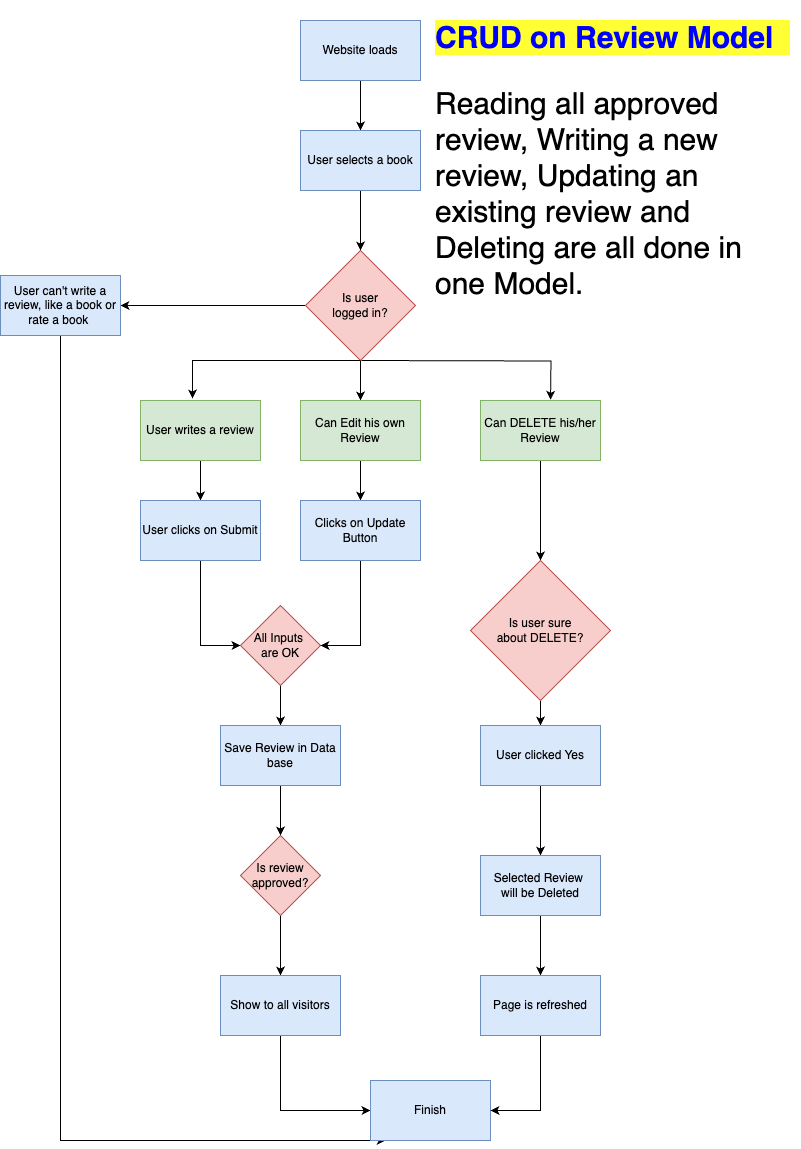 Website loads
CRUD on Review Model
Reading all approved
review, Writing a new
review, Updating an
existing review and
Deleting are all done in
one Model.
User selects a book
Is user
logged in?
User can't write a
review, like a book or
rate a book
User writes a review
Can Edit his own
Review
Can DELETE his/her
Review
User clicks on Submit
Clicks on Update
Button
All Inputs
are OK
Is user sure
about DELETE?
Save Review in Data
base
User clicked Yes
Is review
approved?
Selected Review
will be Deleted
Show to all visitors
Page is refreshed
Finish